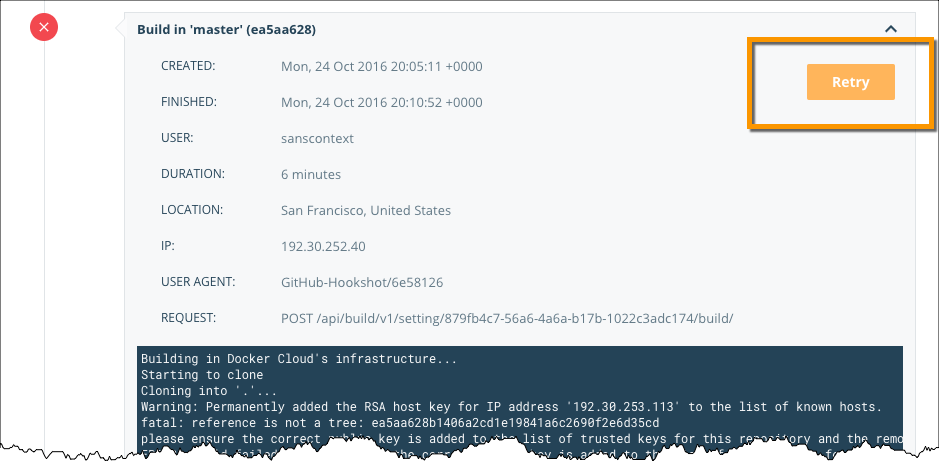 Build in 'master' (ea5aa628)
CREATED: Mon, 24 Oct 2016 20:05:11 +0000
Retry
FINISHED: Mon, 24 Oct 2016 20:10:52 +0000
USER: sanscontext
DURATION: 6 minutes
LOCATION: San Francisco, United States
IP: 192.30.252.40
USER AGENT: GitHub-Hookshot/6e58126
REQUEST: POST /api/build/v1/setting/879fb4c7-56a6-4a6a-b17b-1022c3adc174/build/
Building in Docker Cloud's infrastructure...
Starting to clone
Cloning into '.'...
Warning: Permanently added the RSA host key for IP address '192.30.253.113' to the list of known hosts.
fatal: reference is not a tree: ea5aa628b1406a2cd1e19841a6c2690f2e6d35cd
please ensure the correct key is added to the list of trusted keys for this repository and the remo